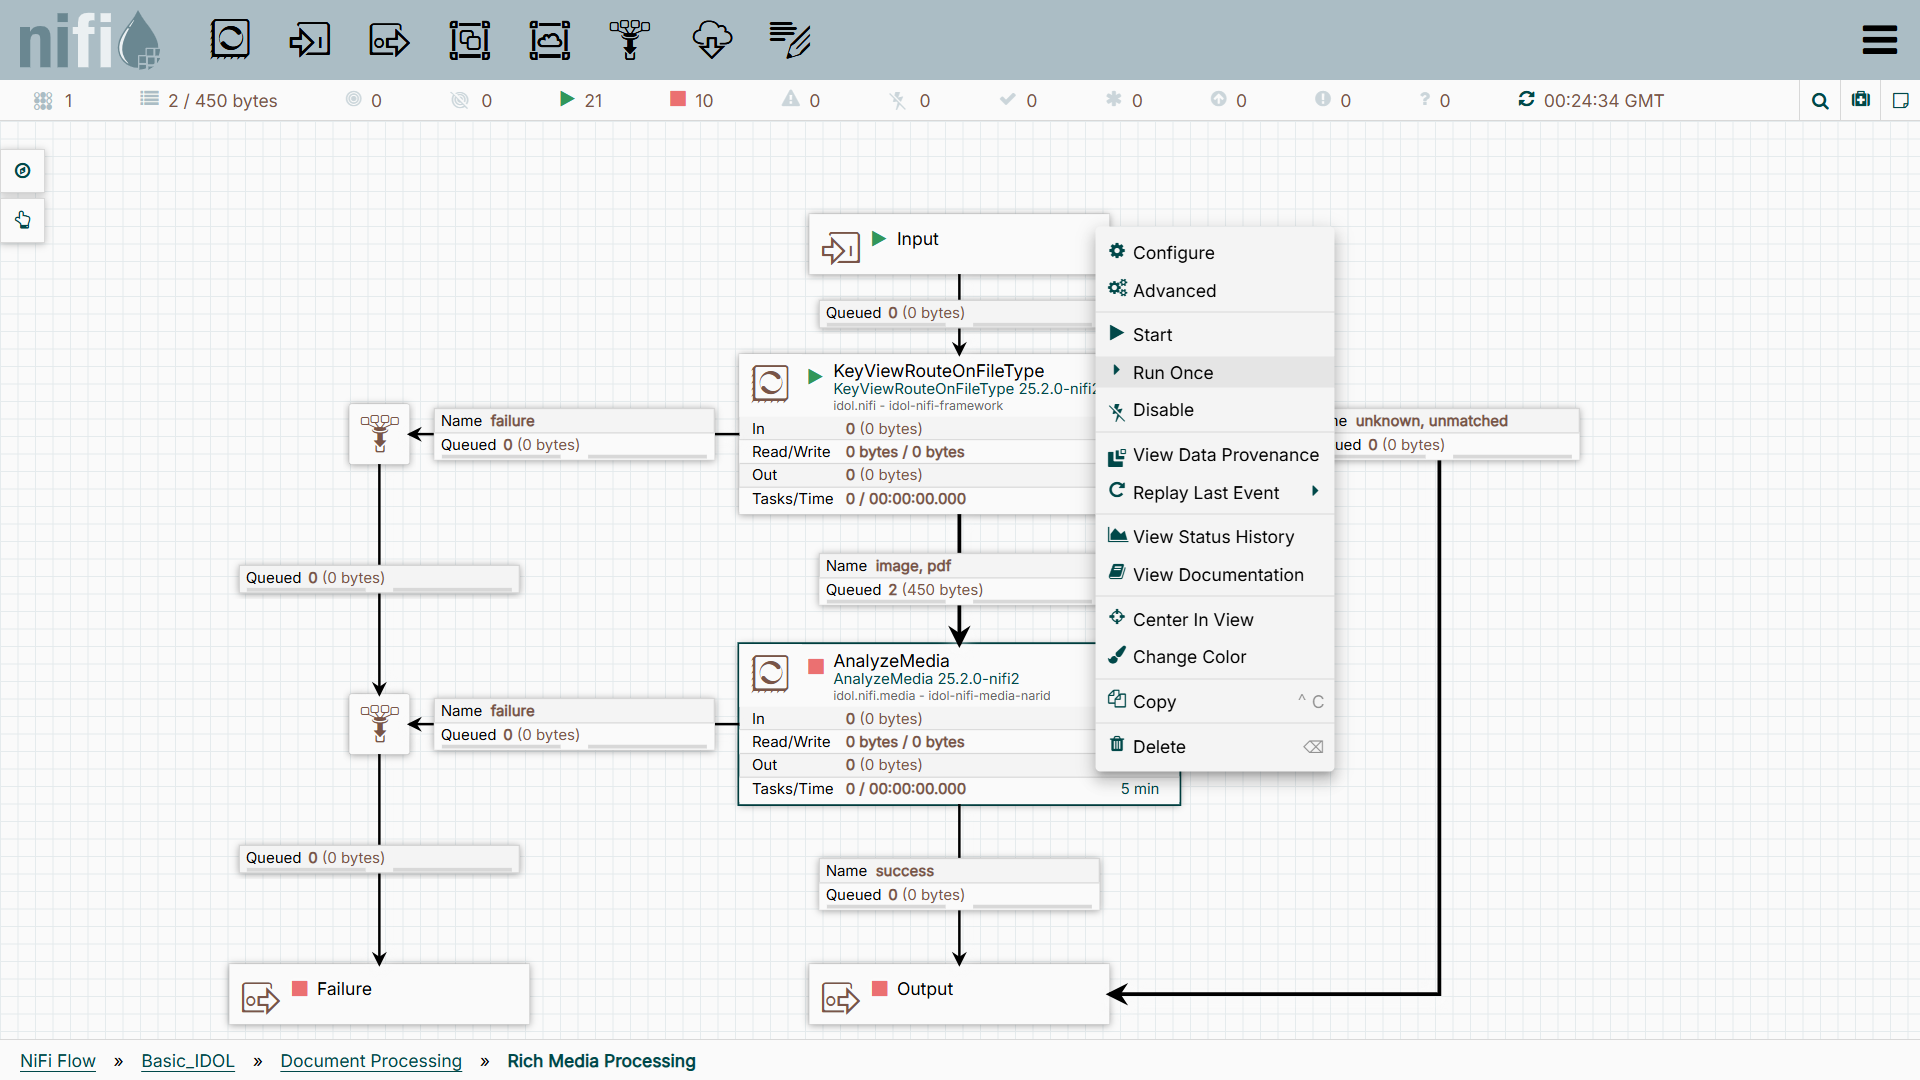 nifi
1
2 / 450 bytes
0
0
21
10
0
0
0
0
0
0
? 0
00:24:34 GMT
Input
Queued 0 (0 bytes)
KeyViewRouteOnFileType
KeyViewRouteOnFileType 25.2.0-nifi2
idol.nifi - idol-nifi-framework
In 0 (0 bytes)
Read/Write 0 bytes / 0 bytes
Out 0 (0 bytes)
Tasks/Time 0 / 00:00:00.000
Name failure
Queued 0 (0 bytes)
unknown, unmatched
0 (0 bytes)
Configure
Advanced
Start
Run Once
Disable
View Data Provenance
Replay Last Event
View Status History
View Documentation
Center In View
Change Color
Copy ^ C
Delete ⌫
Queued 0 (0 bytes)
Name image, pdf
Queued 2 (450 bytes)
AnalyzeMedia
AnalyzeMedia 25.2.0-nifi2
idol.nifi.media - idol-nifi-media-narid
In 0 (0 bytes)
Read/Write 0 bytes / 0 bytes
Out 0 (0 bytes)
Tasks/Time 0 / 00:00:00.000 5 min
Name failure
Queued 0 (0 bytes)
Queued 0 (0 bytes)
Name success
Queued 0 (0 bytes)
Failure
Output
NiFi Flow » Basic_IDOL » Document Processing » Rich Media Processing